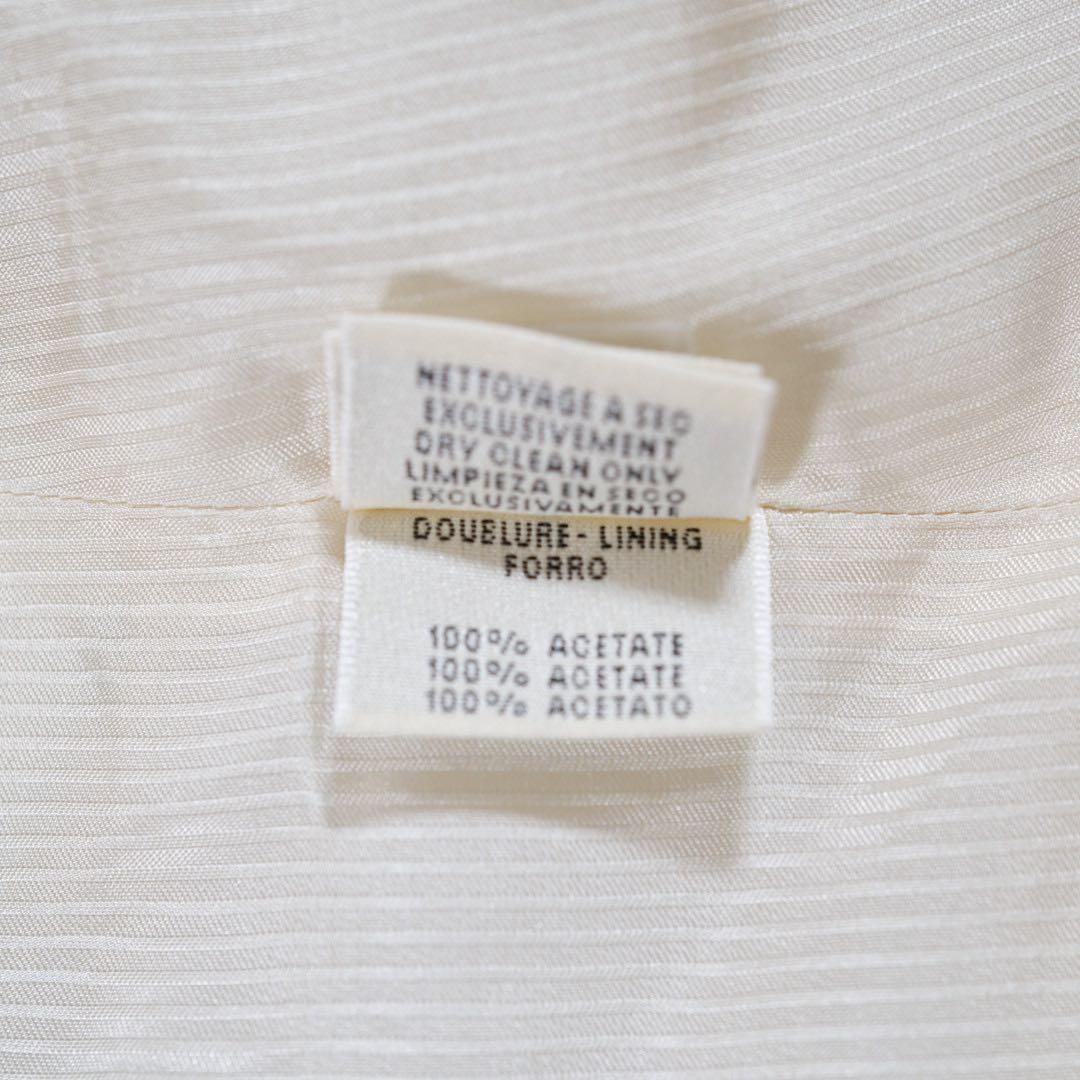 NETTOYAGE A SEC
EXCLUSIVEMENT
DRY CLEAN ONLY
LIMPIEZA EN SECO
EXCLUSIVAMENTE
DOUBLURE - LINING
FORRO
100% ACETATE
100% ACETATE
100% ACETATO